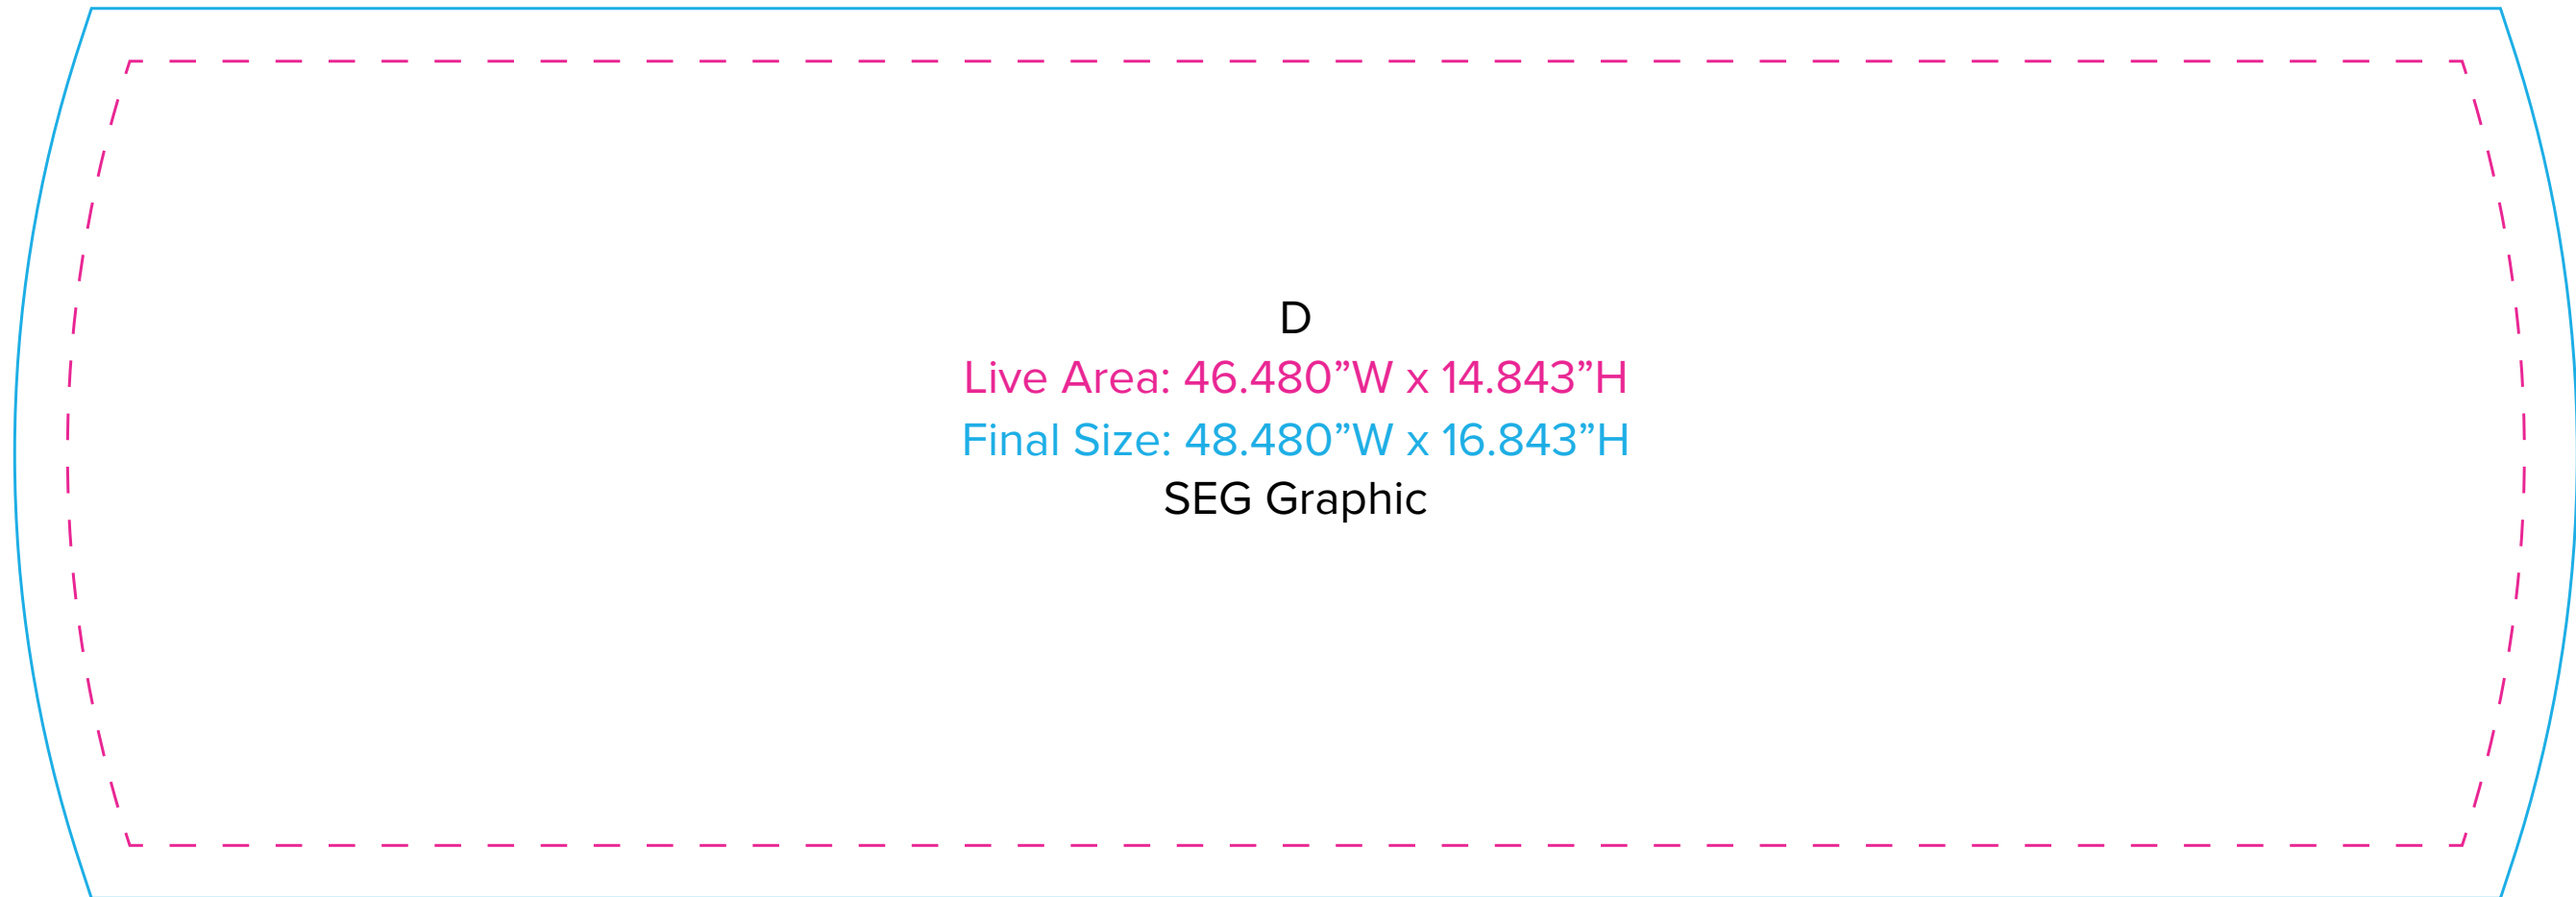 D
Live Area: 46.480”W x 14.843”H
Final Size: 48.480”W x 16.843”H
SEG Graphic